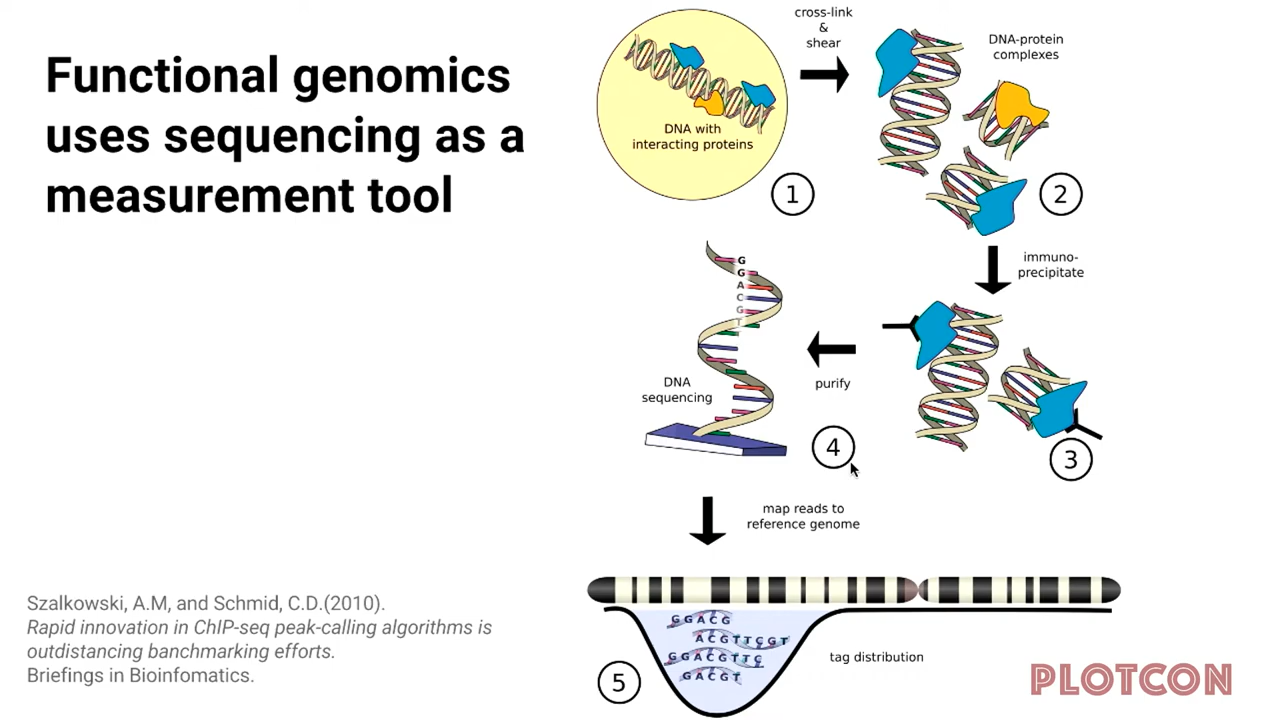 Functional genomics
uses sequencing as a
measurement tool
cross-link
&
shear
DNA with
interacting proteins
1
DNA-protein
complexes
2
immuno-
precipitate
3
purify
G
G
A
C
G
T
DNA
sequencing
4
map reads to
reference genome
GGACG
ACGTTCGT
GGACGTTC
GACGT
tag distribution
5
Szalkowski, A.M, and Schmid, C.D.(2010).
Rapid innovation in ChIP-seq peak-calling algorithms is
outdistancing banchmarking efforts.
Briefings in Bioinfomatics.
PLOTCON